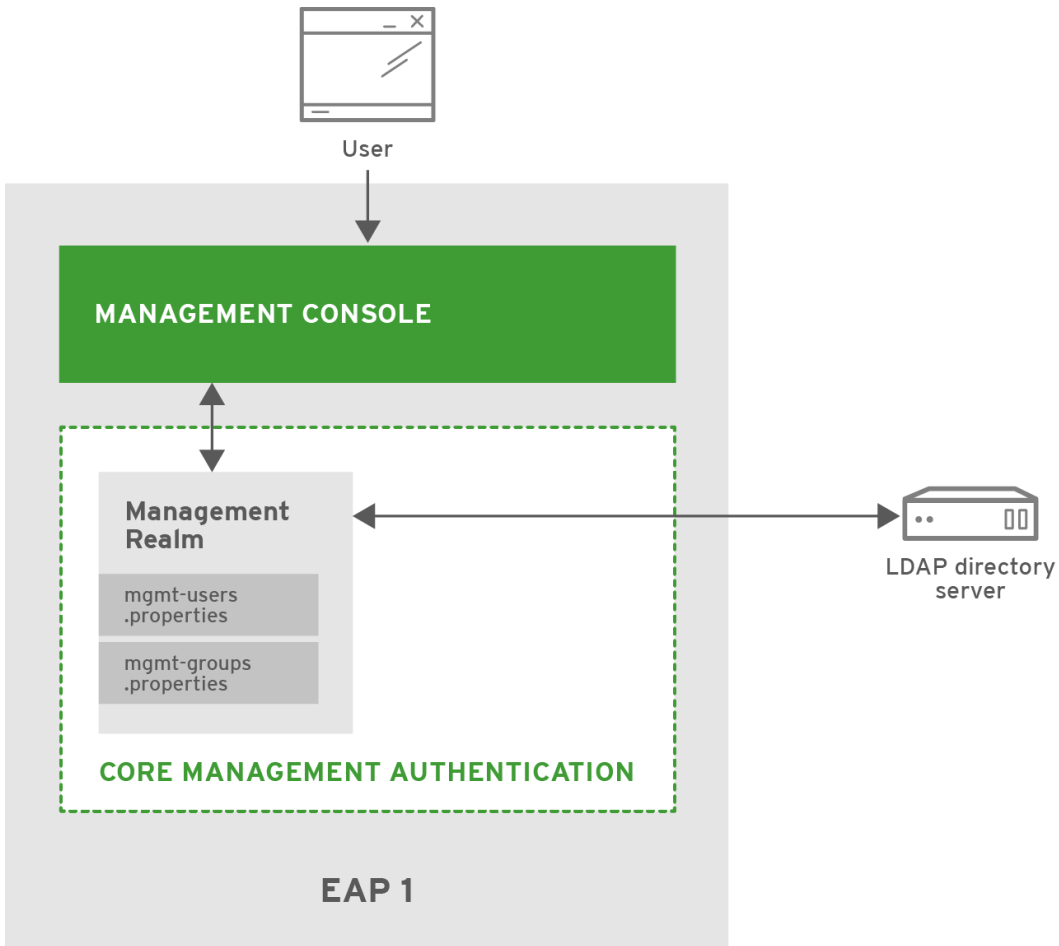 User
MANAGEMENT CONSOLE
Management
Realm
mgmt-users
.properties
mgmt-groups
.properties
LDAP directory
server
CORE MANAGEMENT AUTHENTICATION
EAP 1